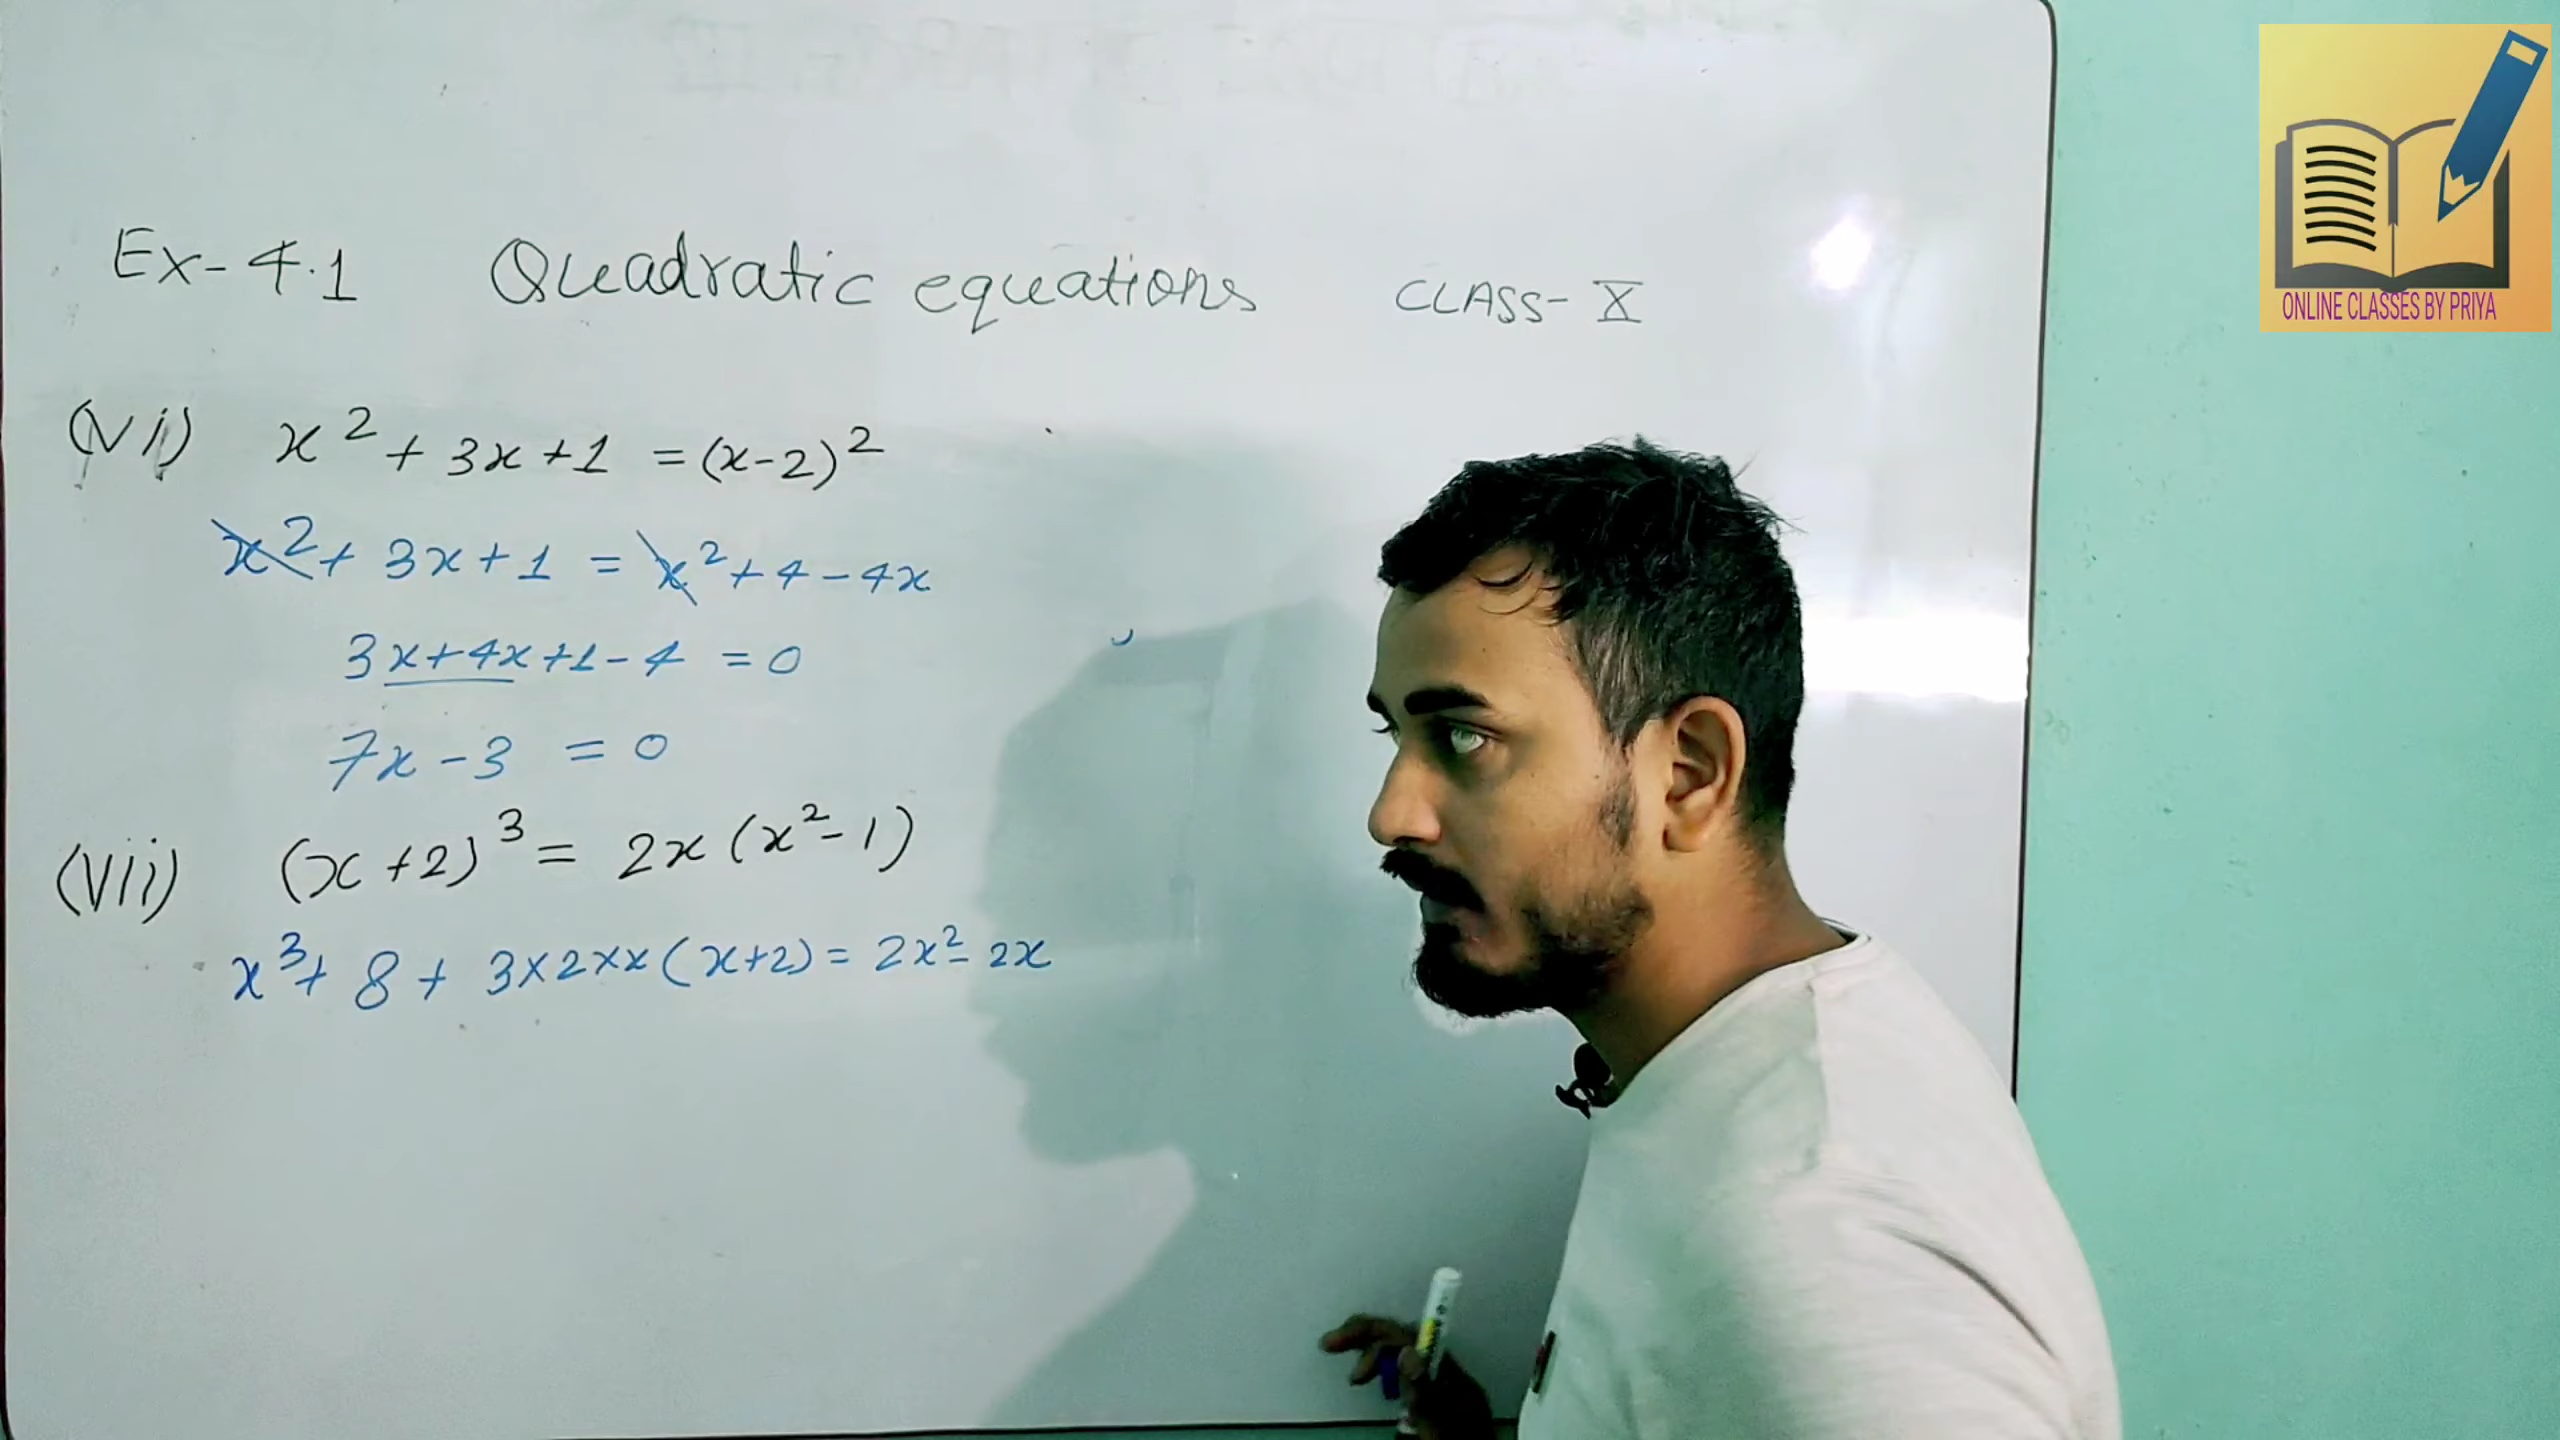 ONLINE CLASSES BY PRIYA
Ex-4.1 Quadratic equations CLASS-X
(Vi) x² + 3x + 1 = (x-2)²
x² + 3x + 1 = x² + 4 - 4x
3x + 4x + 1 - 4 = 0
7x - 3 = 0
(Vii) (x+2)³ = 2x (x²-1)
x³ + 8 + 3×2×x (x+2) = 2x² - 2x